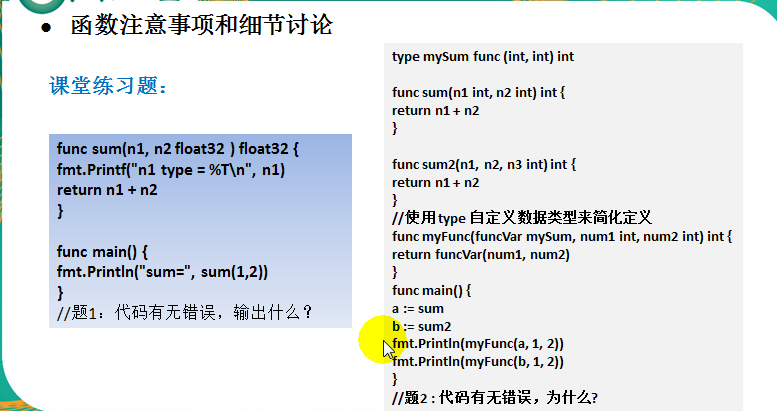 ● 函数注意事项和细节讨论
课堂练习题：
func sum(n1, n2 float32 ) float32 {
fmt.Printf("n1 type = %T\n", n1)
return n1 + n2
}
func main() {
fmt.Println("sum=", sum(1,2))
}
//题1：代码有无错误，输出什么？
type mySum func (int, int) int
func sum(n1 int, n2 int) int {
return n1 + n2
}
func sum2(n1, n2, n3 int) int {
return n1 + n2
}
//使用type 自定义数据类型来简化定义
func myFunc(funcVar mySum, num1 int, num2 int) int {
return funcVar(num1, num2)
}
func main() {
a := sum
b := sum2
fmt.Println(myFunc(a, 1, 2))
fmt.Println(myFunc(b, 1, 2))
}
//题2 : 代码有无错误，为什么?